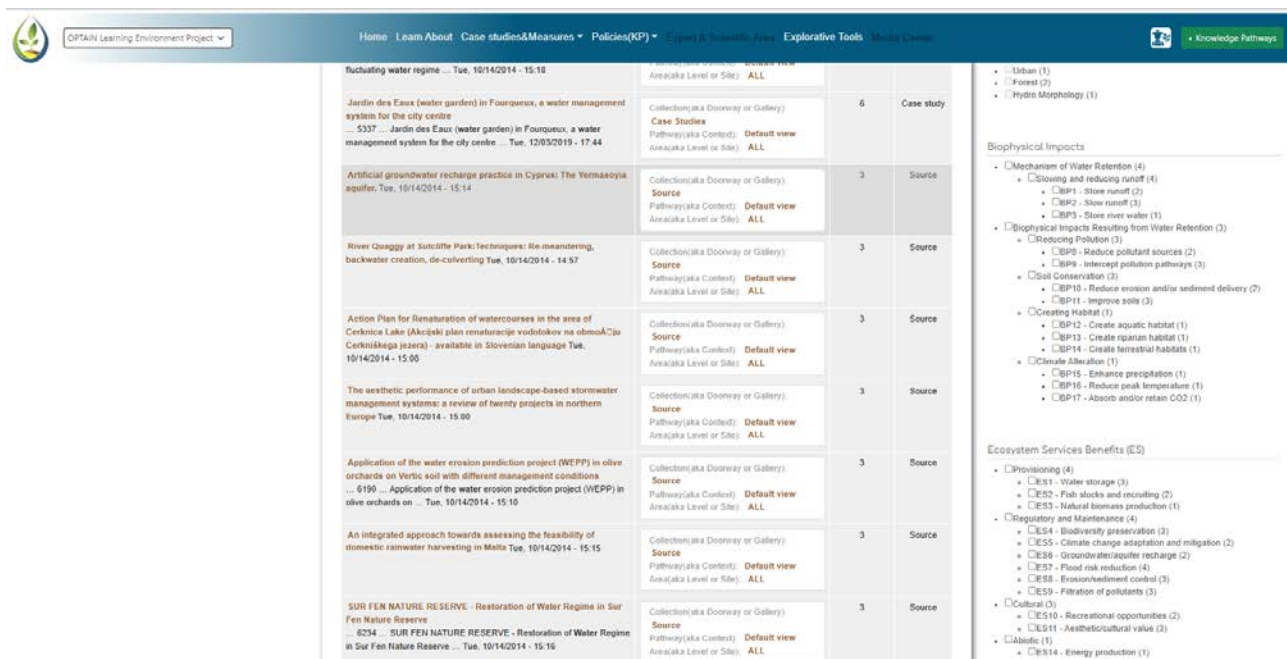 OPTAIN Learning Environment Project
Home Learn About Case studies&Measures Policies(KP) Expert & Scientific Area Explorative Tools Media Center
+ Knowledge Pathways
fluctuating water regime ... Tue, 10/14/2014 - 15:18
Area(aka Level or Site): ALL
Jardin des Eaux (water garden) in Fourqueux, a water management
system for the city centre
... 5337 ... Jardin des Eaux (water garden) in Fourqueux, a water
management system for the city centre ... Tue, 12/03/2019 - 17:44
Collection(aka Doorway or Gallery):
Case Studies
Pathway(aka Context): Default view
Area(aka Level or Site): ALL
6
Case study
Artificial groundwater recharge practice in Cyprus: The Yermasoyia
aquifer. Tue, 10/14/2014 - 15:14
Collection(aka Doorway or Gallery):
Source
Pathway(aka Context): Default view
Area(aka Level or Site): ALL
3
Source
River Quaggy at Sutcliffe Park:Techniques: Re-meandering,
backwater creation, de-culverting Tue, 10/14/2014 - 14:57
Collection(aka Doorway or Gallery):
Source
Pathway(aka Context): Default view
Area(aka Level or Site): ALL
3
Source
Action Plan for Renaturation of watercourses in the area of
Cerknica Lake (Akcijski plan renaturacije vodotokov na obmoÄju
Cerkniškega jezera) - available in Slovenian language Tue,
10/14/2014 - 15:08
Collection(aka Doorway or Gallery):
Source
Pathway(aka Context): Default view
Area(aka Level or Site): ALL
3
Source
The aesthetic performance of urban landscape-based stormwater
management systems: a review of twenty projects in northern
Europe Tue, 10/14/2014 - 15:00
Collection(aka Doorway or Gallery):
Source
Pathway(aka Context): Default view
Area(aka Level or Site): ALL
3
Source
Application of the water erosion prediction project (WEPP) in olive
orchards on Vertic soil with different management conditions
... 6190 ... Application of the water erosion prediction project (WEPP) in
olive orchards on ... Tue, 10/14/2014 - 15:10
Collection(aka Doorway or Gallery):
Source
Pathway(aka Context): Default view
Area(aka Level or Site): ALL
3
Source
An integrated approach towards assessing the feasibility of
domestic rainwater harvesting in Malta Tue, 10/14/2014 - 15:15
Collection(aka Doorway or Gallery):
Source
Pathway(aka Context): Default view
Area(aka Level or Site): ALL
3
Source
SUR FEN NATURE RESERVE - Restoration of Water Regime in Sur
Fen Nature Reserve
... 6234 ... SUR FEN NATURE RESERVE - Restoration of Water Regime
in Sur Fen Nature Reserve ... Tue, 10/14/2014 - 15:16
Collection(aka Doorway or Gallery):
Source
Pathway(aka Context): Default view
Area(aka Level or Site): ALL
3
Source
Urban (1)
Forest (2)
Hydro Morphology (1)
Biophysical Impacts
Mechanism of Water Retention (4)
Slowing and reducing runoff (4)
BP1 - Store runoff (2)
BP2 - Slow runoff (3)
BP3 - Store river water (1)
Biophysical Impacts Resulting from Water Retention (3)
Reducing Pollution (3)
BP8 - Reduce pollutant sources (2)
BP9 - Intercept pollution pathways (3)
Soil Conservation (3)
BP10 - Reduce erosion and/or sediment delivery (2)
BP11 - Improve soils (3)
Creating Habitat (1)
BP12 - Create aquatic habitat (1)
BP13 - Create riparian habitat (1)
BP14 - Create terrestrial habitats (1)
Climate Alteration (1)
BP15 - Enhance precipitation (1)
BP16 - Reduce peak temperature (1)
BP17 - Absorb and/or retain CO2 (1)
Ecosystem Services Benefits (ES)
Provisioning (4)
ES1 - Water storage (3)
ES2 - Fish stocks and recruiting (2)
ES3 - Natural biomass production (1)
Regulatory and Maintenance (4)
ES4 - Biodiversity preservation (3)
ES5 - Climate change adaptation and mitigation (2)
ES6 - Groundwater/aquifer recharge (2)
ES7 - Flood risk reduction (4)
ES8 - Erosion/sediment control (3)
ES9 - Filtration of pollutants (3)
Cultural (3)
ES10 - Recreational opportunities (2)
ES11 - Aesthetic/cultural value (3)
Abiotic (1)
ES14 - Energy production (1)